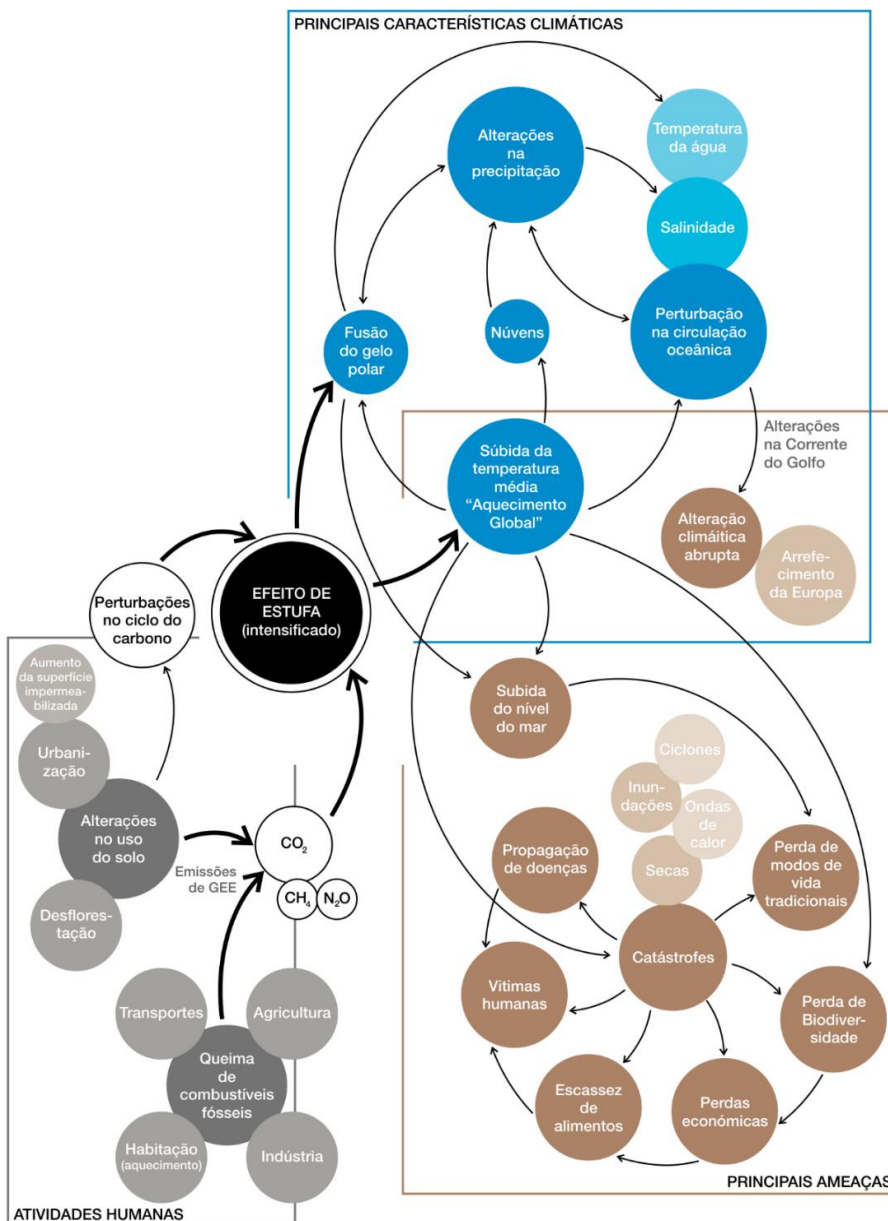 PRINCIPAIS CARACTERÍSTICAS CLIMÁTICAS
Temperatura
da água
Alterações
na
precipitação
Salinidade
Perturbação
na circulação
oceânica
Núvens
Fusão
do gelo
polar
Alterações
na Corrente
do Golfo
Súbida da
temperatura
média
“Aquecimento
Global”
Alteração
climáitica
abrupta
Arrefe-
cimento
da Europa
EFEITO DE
ESTUFA
(intensificado)
Perturbações
no ciclo do
carbono
Aumento
da superfície
impermea-
bilizada
Urbani-
zação
Alterações
no uso
do solo
Desflores-
tação
Emissões
de GEE
CO₂
CH₄
N₂O
Transportes
Agricultura
Queima
de
combustíveis
fósseis
Habitação
(aquecimento)
Indústria
ATIVIDADES HUMANAS
Subida
do nível
do mar
Ciclones
Inun-
dações
Ondas
de
calor
Secas
Propagação
de doenças
Perda de
modos de
vida
tradicionais
Catástrofes
Vitimas
humanas
Perda de
Biodiver-
sidade
Escassez
de
alimentos
Perdas
económicas
PRINCIPAIS AMEAÇAS